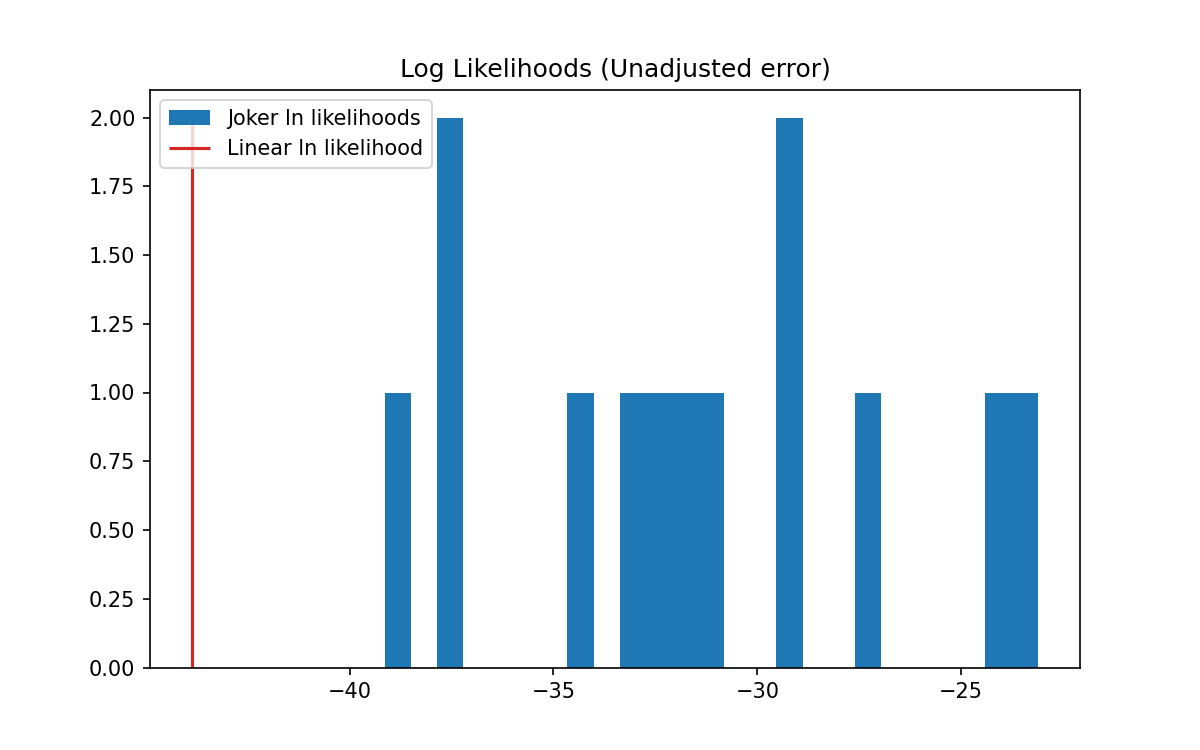 Log Likelihoods (Unadjusted error)
Joker ln likelihoods
Linear ln likelihood
2.00
1.75
1.50
1.25
1.00
0.75
0.50
0.25
0.00
−40 −35 −30 −25